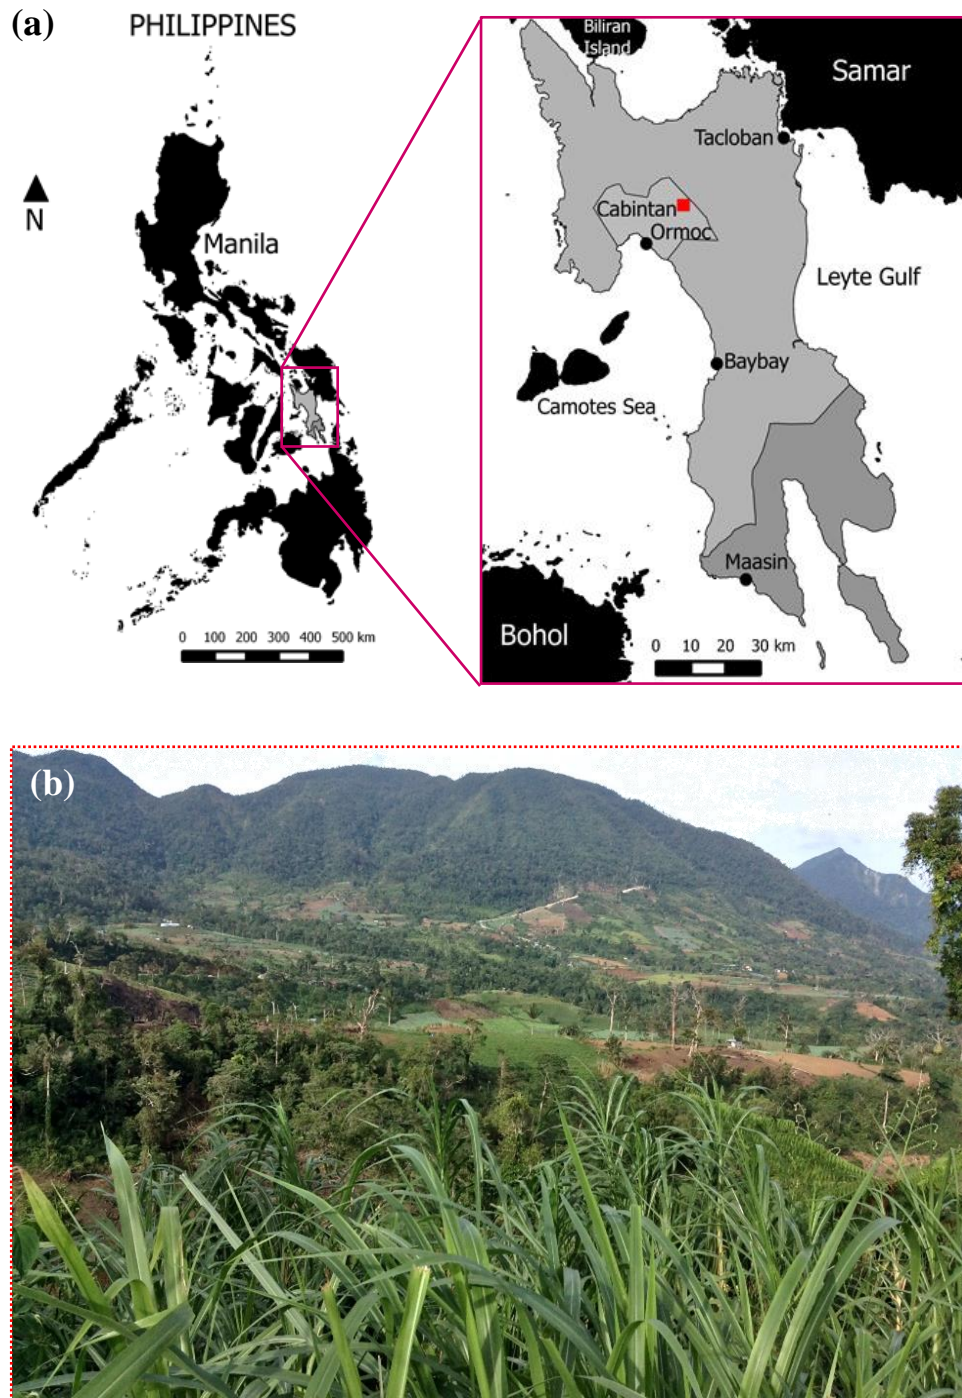 (a)
PHILIPPINES
N
Manila
0 100 200 300 400 500 km
Biliran
Island
Samar
Tacloban
Cabintan
Ormoc
Leyte Gulf
Baybay
Camotes Sea
Maasin
Bohol
0 10 20 30 km
(b)